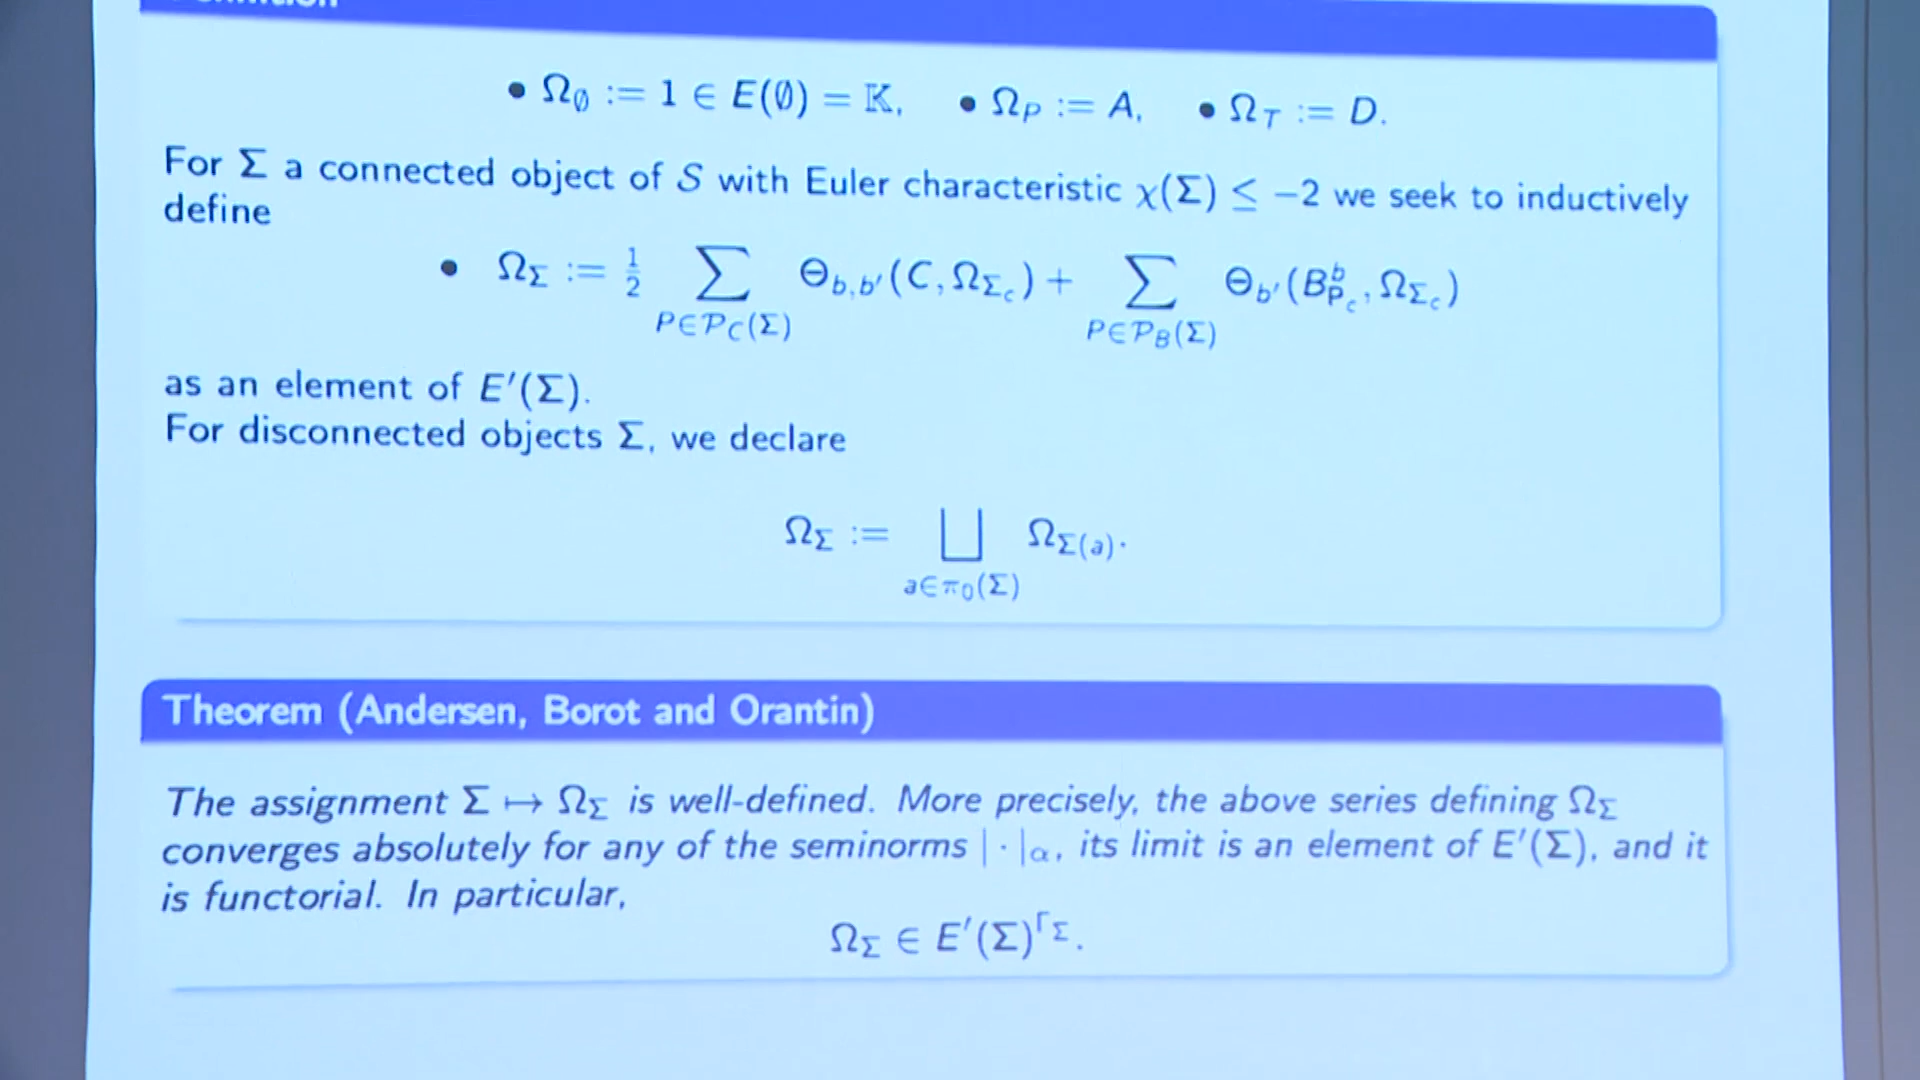 • Ω_∅ := 1 ∈ E(∅) = 𝕂, • Ω_P := A, • Ω_T := D.
For Σ a connected object of 𝒮 with Euler characteristic χ(Σ) ≤ −2 we seek to inductively
define
• Ω_Σ := 1/2 ∑_{P∈𝒫_C(Σ)} Θ_{b,b′}(C, Ω_{Σ_c}) + ∑_{P∈𝒫_B(Σ)} Θ_{b′}(B^b_{P_c}, Ω_{Σ_c})
as an element of E′(Σ).
For disconnected objects Σ, we declare
Ω_Σ := ⨆_{a∈π_0(Σ)} Ω_{Σ(a)}.
Theorem (Andersen, Borot and Orantin)
The assignment Σ ↦ Ω_Σ is well-defined. More precisely, the above series defining Ω_Σ
converges absolutely for any of the seminorms | · |_α, its limit is an element of E′(Σ), and it
is functorial. In particular,
Ω_Σ ∈ E′(Σ)^{Γ_Σ}.